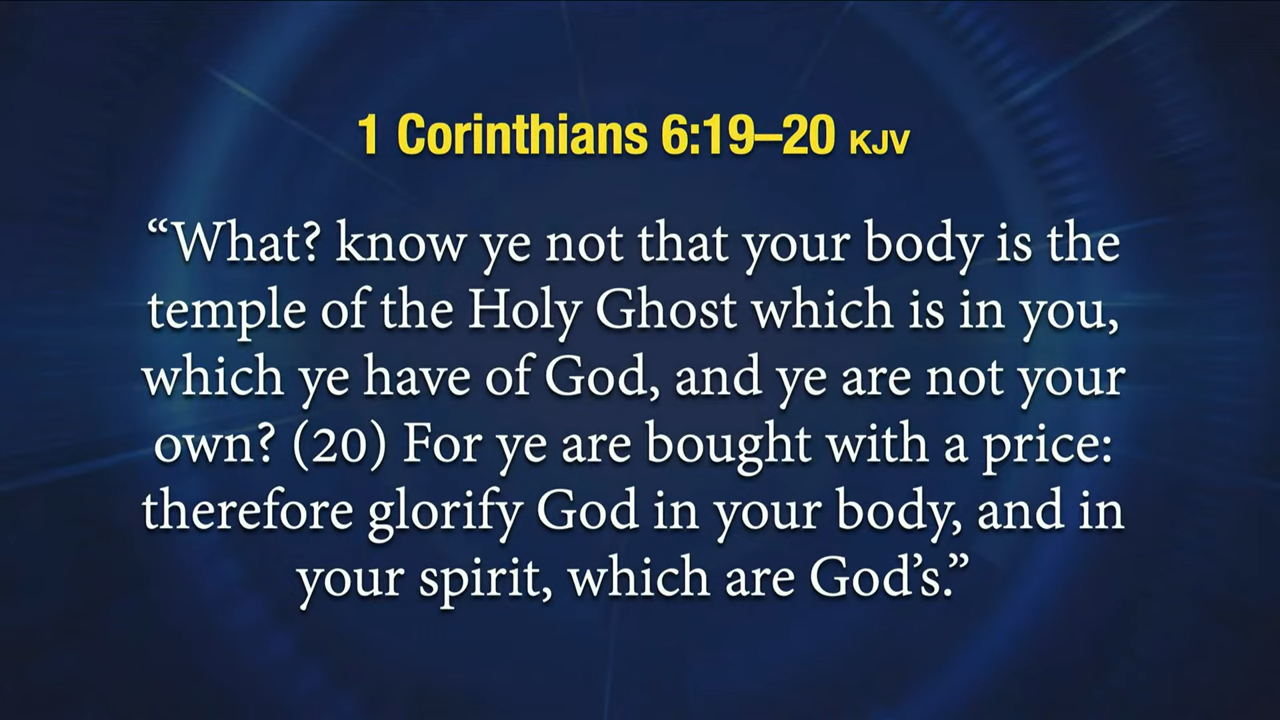 1 Corinthians 6:19–20 KJV
“What? know ye not that your body is the
temple of the Holy Ghost which is in you,
which ye have of God, and ye are not your
own? (20) For ye are bought with a price:
therefore glorify God in your body, and in
your spirit, which are God’s.”